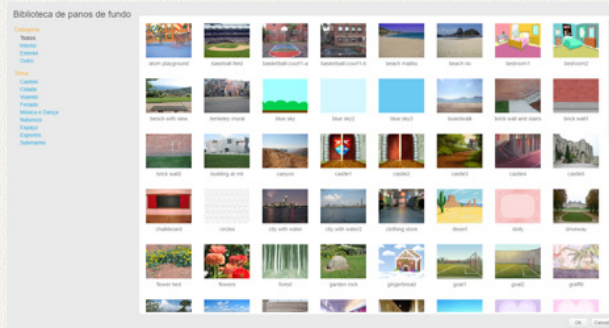 Biblioteca de panos de fundo
Categoria
Todos
Interior
Exterior
Outro
Tema
Castelo
Cidade
Voando
Feriado
Música e Dança
Natureza
Espaço
Esportes
Submarino
atom playground baseball-field basketball-court1-a basketball-court1-b beach malibu beach rio bedroom1 bedroom2
bench with view berkeley mural blue sky blue sky2 blue sky3 boardwalk brick wall and stairs brick wall1
brick wall2 building at mit canyon castle1 castle2 castle3 castle4 castle5
chalkboard circles city with water city with water2 clothing store desert doily driveway
flower bed flowers forest garden rock gingerbread goal1 goal2 graffiti
OK Cancel